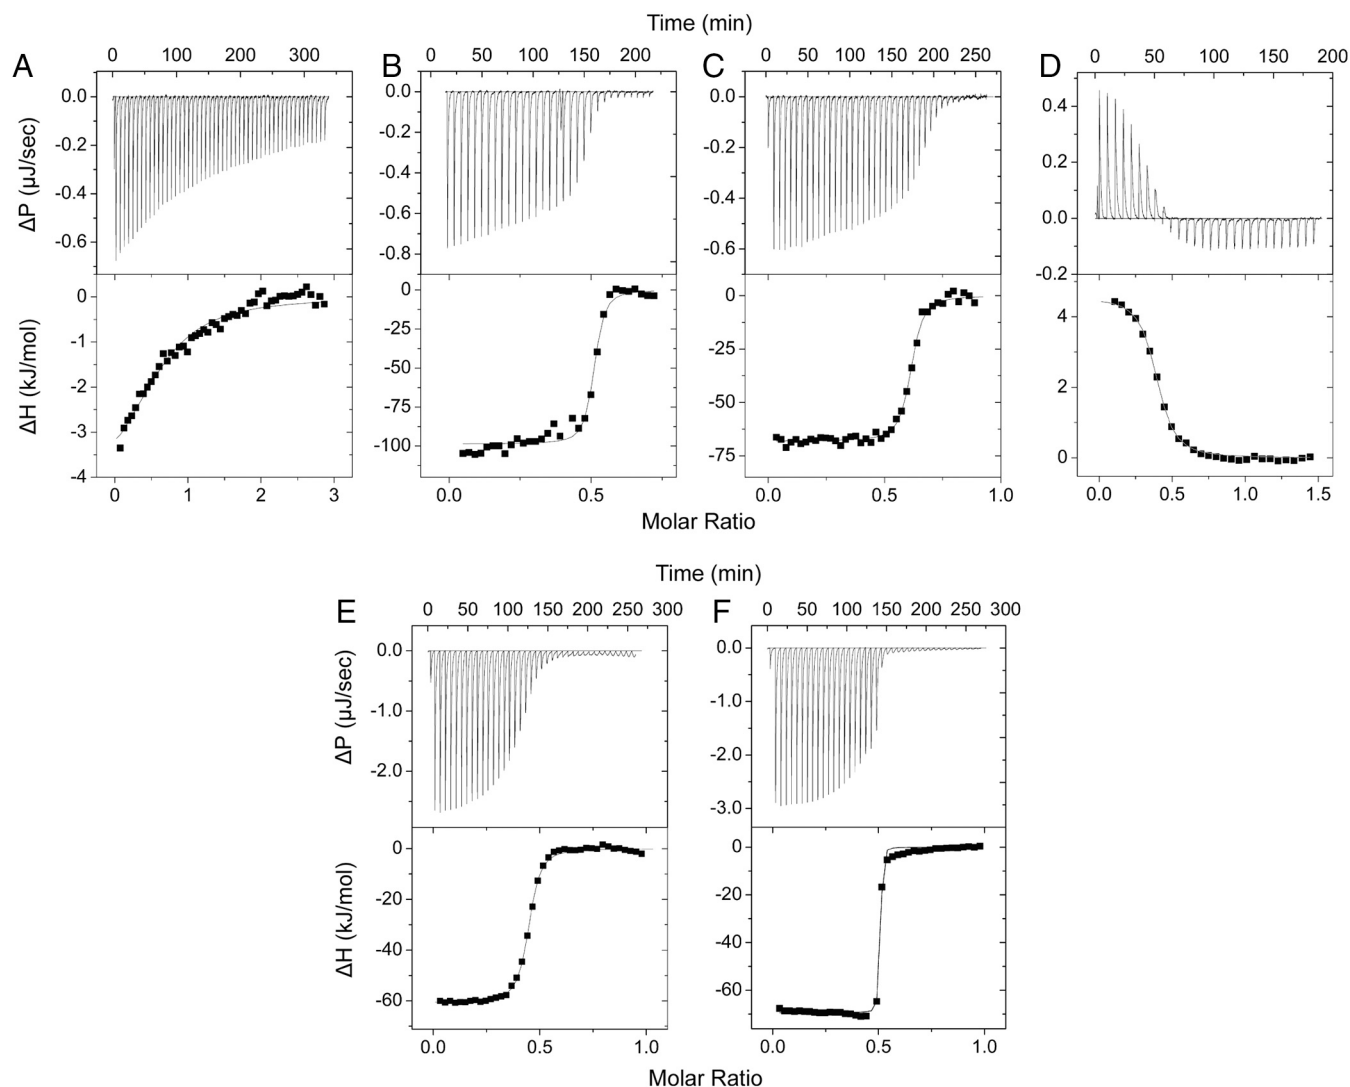 Time (min)
A B C D
0 100 200 300
0 50 100 150 200
0 50 100 150 200 250
0 50 100 150 200
ΔP (μJ/sec)
0.0 -0.2 -0.4 -0.6
0.0 -0.2 -0.4 -0.6 -0.8
0.0 -0.2 -0.4 -0.6
0.4 0.2 0.0 -0.2
ΔH (kJ/mol)
0 -1 -2 -3 -4
0 -25 -50 -75 -100
0 -25 -50 -75
4 2 0
0 1 2 3
0.0 0.5
0.0 0.5 1.0
0.0 0.5 1.0 1.5
Molar Ratio
Time (min)
E F
0 50 100 150 200 250 300
0 50 100 150 200 250 300
ΔP (μJ/sec)
0.0 -1.0 -2.0
0.0 -1.0 -2.0 -3.0
ΔH (kJ/mol)
0 -20 -40 -60
0 -20 -40 -60
0.0 0.5 1.0
0.0 0.5 1.0
Molar Ratio